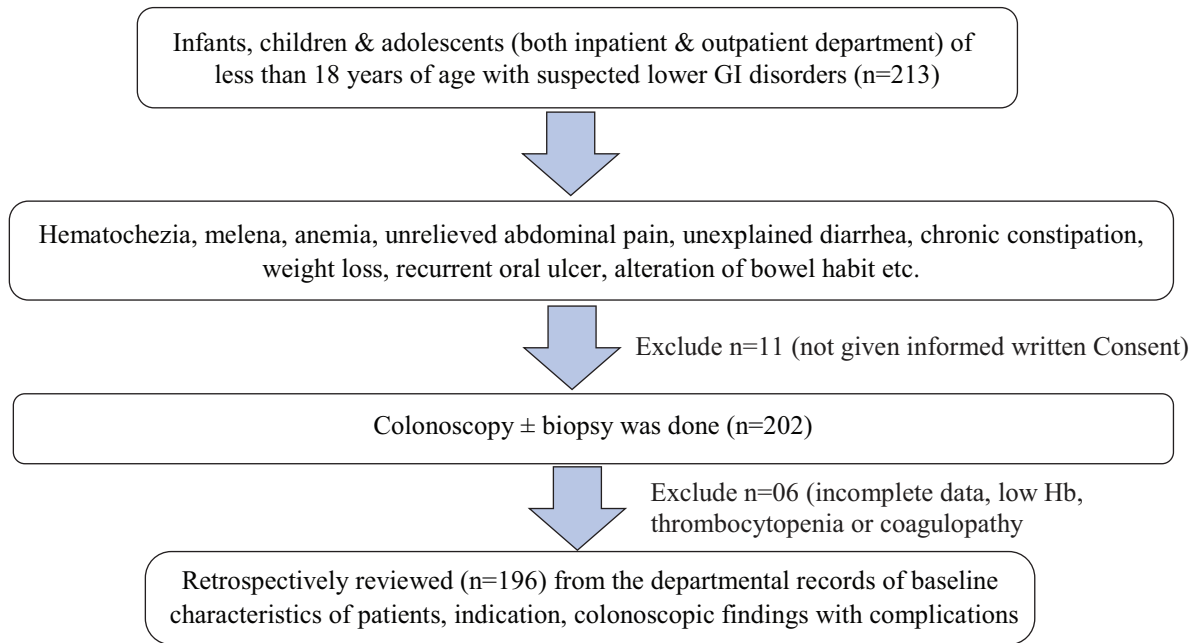 Infants, children & adolescents (both inpatient & outpatient department) of
less than 18 years of age with suspected lower GI disorders (n=213)
Hematochezia, melena, anemia, unrelieved abdominal pain, unexplained diarrhea, chronic constipation,
weight loss, recurrent oral ulcer, alteration of bowel habit etc.
Exclude n=11 (not given informed written Consent)
Colonoscopy ± biopsy was done (n=202)
Exclude n=06 (incomplete data, low Hb,
thrombocytopenia or coagulopathy
Retrospectively reviewed (n=196) from the departmental records of baseline
characteristics of patients, indication, colonoscopic findings with complications